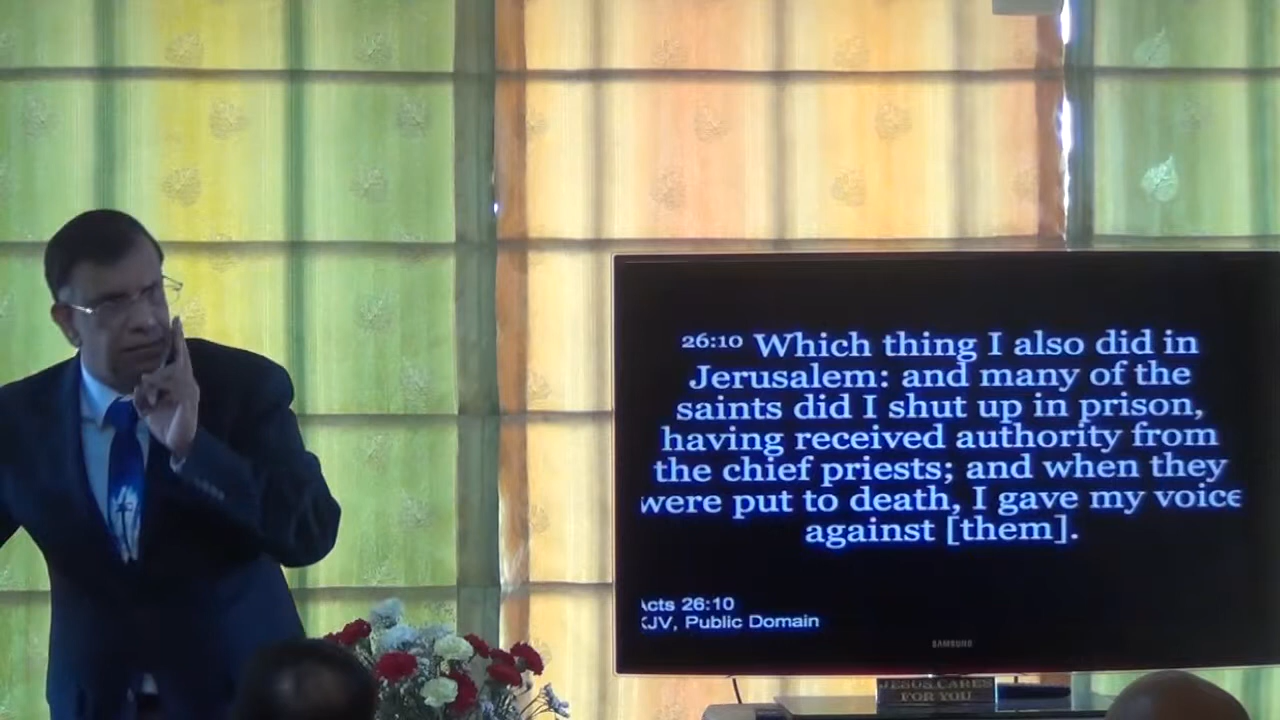 26:10 Which thing I also did in
Jerusalem: and many of the
saints did I shut up in prison,
having received authority from
the chief priests; and when they
were put to death, I gave my voice
against [them].
Acts 26:10
KJV, Public Domain
SAMSUNG
JESUS CARES
FOR YOU